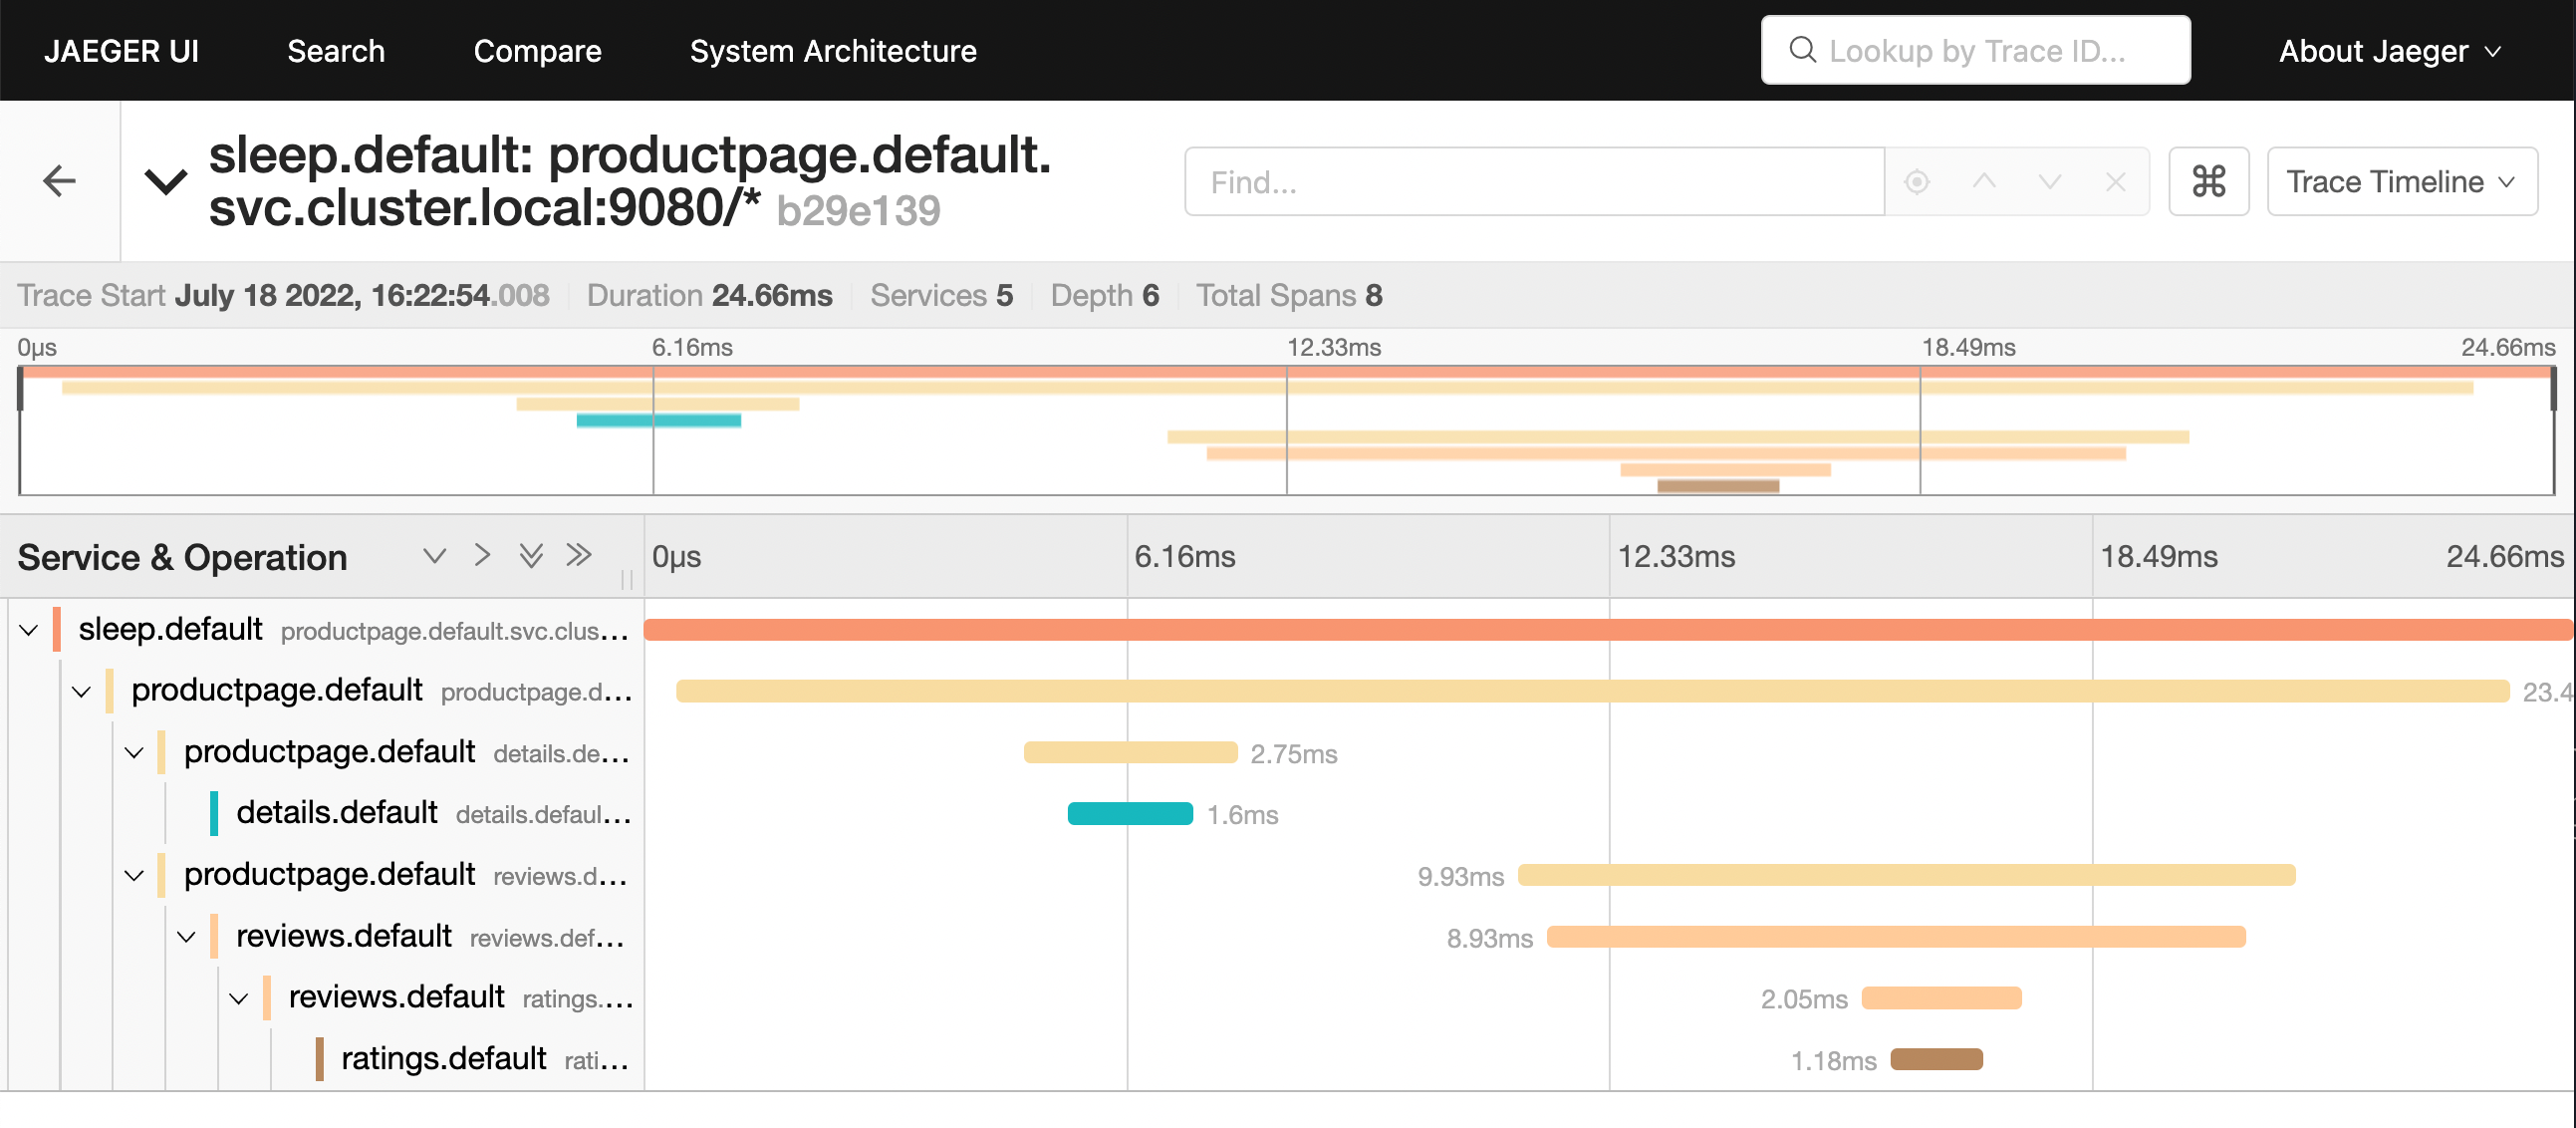 JAEGER UI Search Compare System Architecture Lookup by Trace ID... About Jaeger
sleep.default: productpage.default.
svc.cluster.local:9080/* b29e139
Find... Trace Timeline
Trace Start July 18 2022, 16:22:54.008 Duration 24.66ms Services 5 Depth 6 Total Spans 8
0μs 6.16ms 12.33ms 18.49ms 24.66ms
Service & Operation 0μs 6.16ms 12.33ms 18.49ms 24.66ms
sleep.default productpage.default.svc.clus...
productpage.default productpage.d... 23.4
productpage.default details.de... 2.75ms
details.default details.defaul... 1.6ms
productpage.default reviews.d... 9.93ms
reviews.default reviews.def... 8.93ms
reviews.default ratings.... 2.05ms
ratings.default rati... 1.18ms